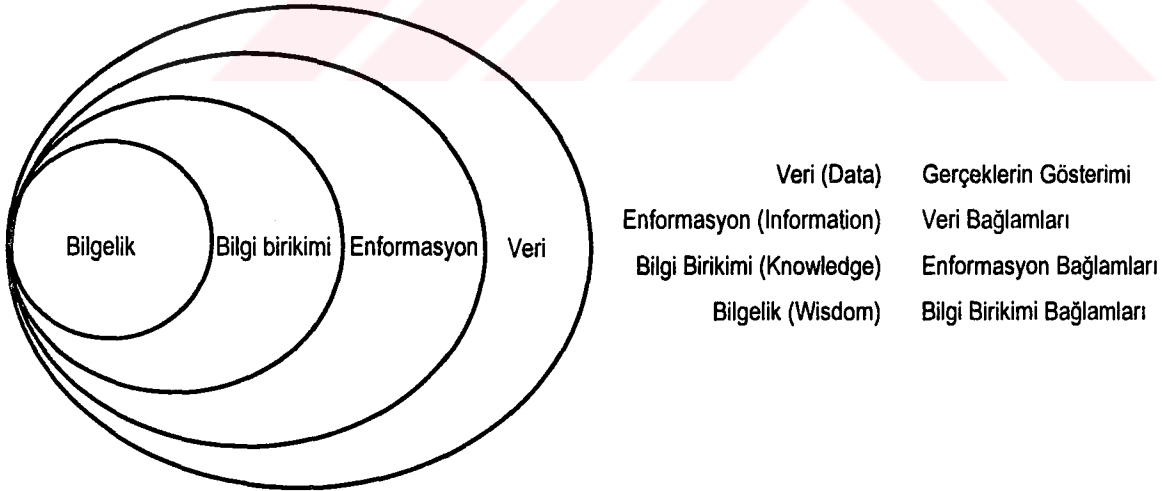 Bilgelik Bilgi birikimi Enformasyon Veri
Veri (Data) Gerçeklerin Gösterimi
Enformasyon (Information) Veri Bağlamları
Bilgi Birikimi (Knowledge) Enformasyon Bağlamları
Bilgelik (Wisdom) Bilgi Birikimi Bağlamları